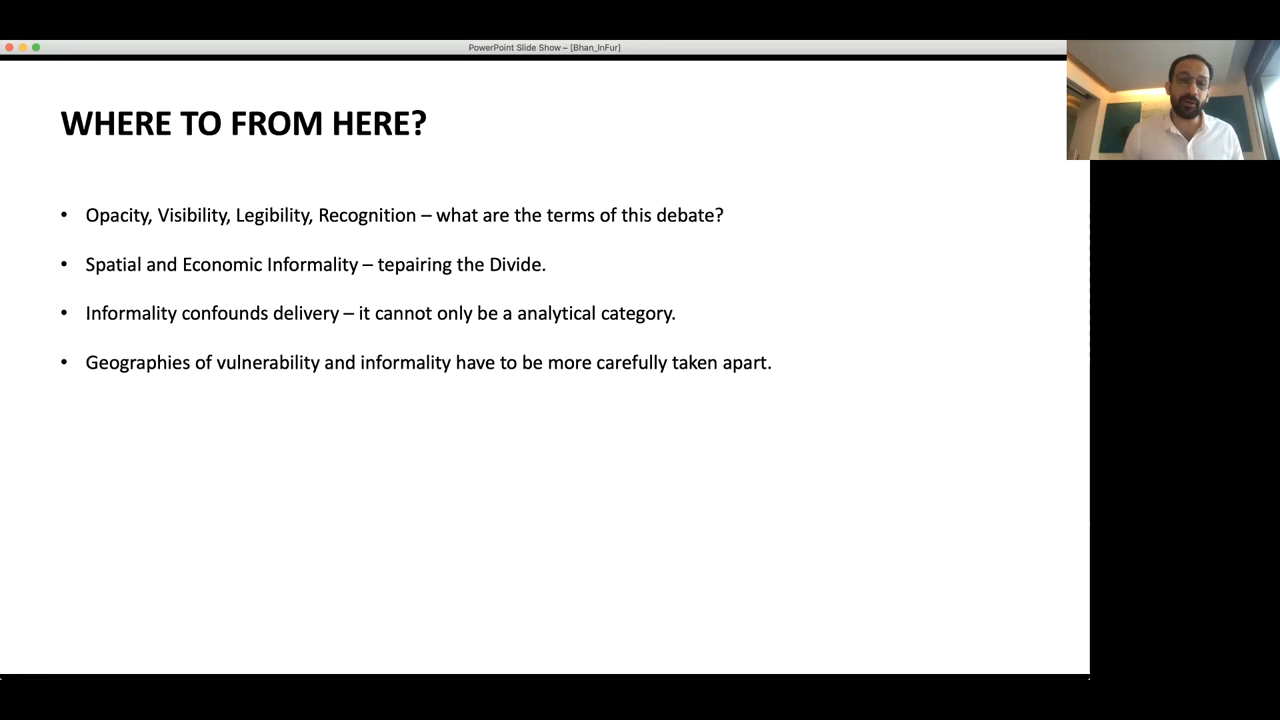 PowerPoint Slide Show – [Bhan_InFur]
WHERE TO FROM HERE?
• Opacity, Visibility, Legibility, Recognition – what are the terms of this debate?
• Spatial and Economic Informality – tepairing the Divide.
• Informality confounds delivery – it cannot only be a analytical category.
• Geographies of vulnerability and informality have to be more carefully taken apart.